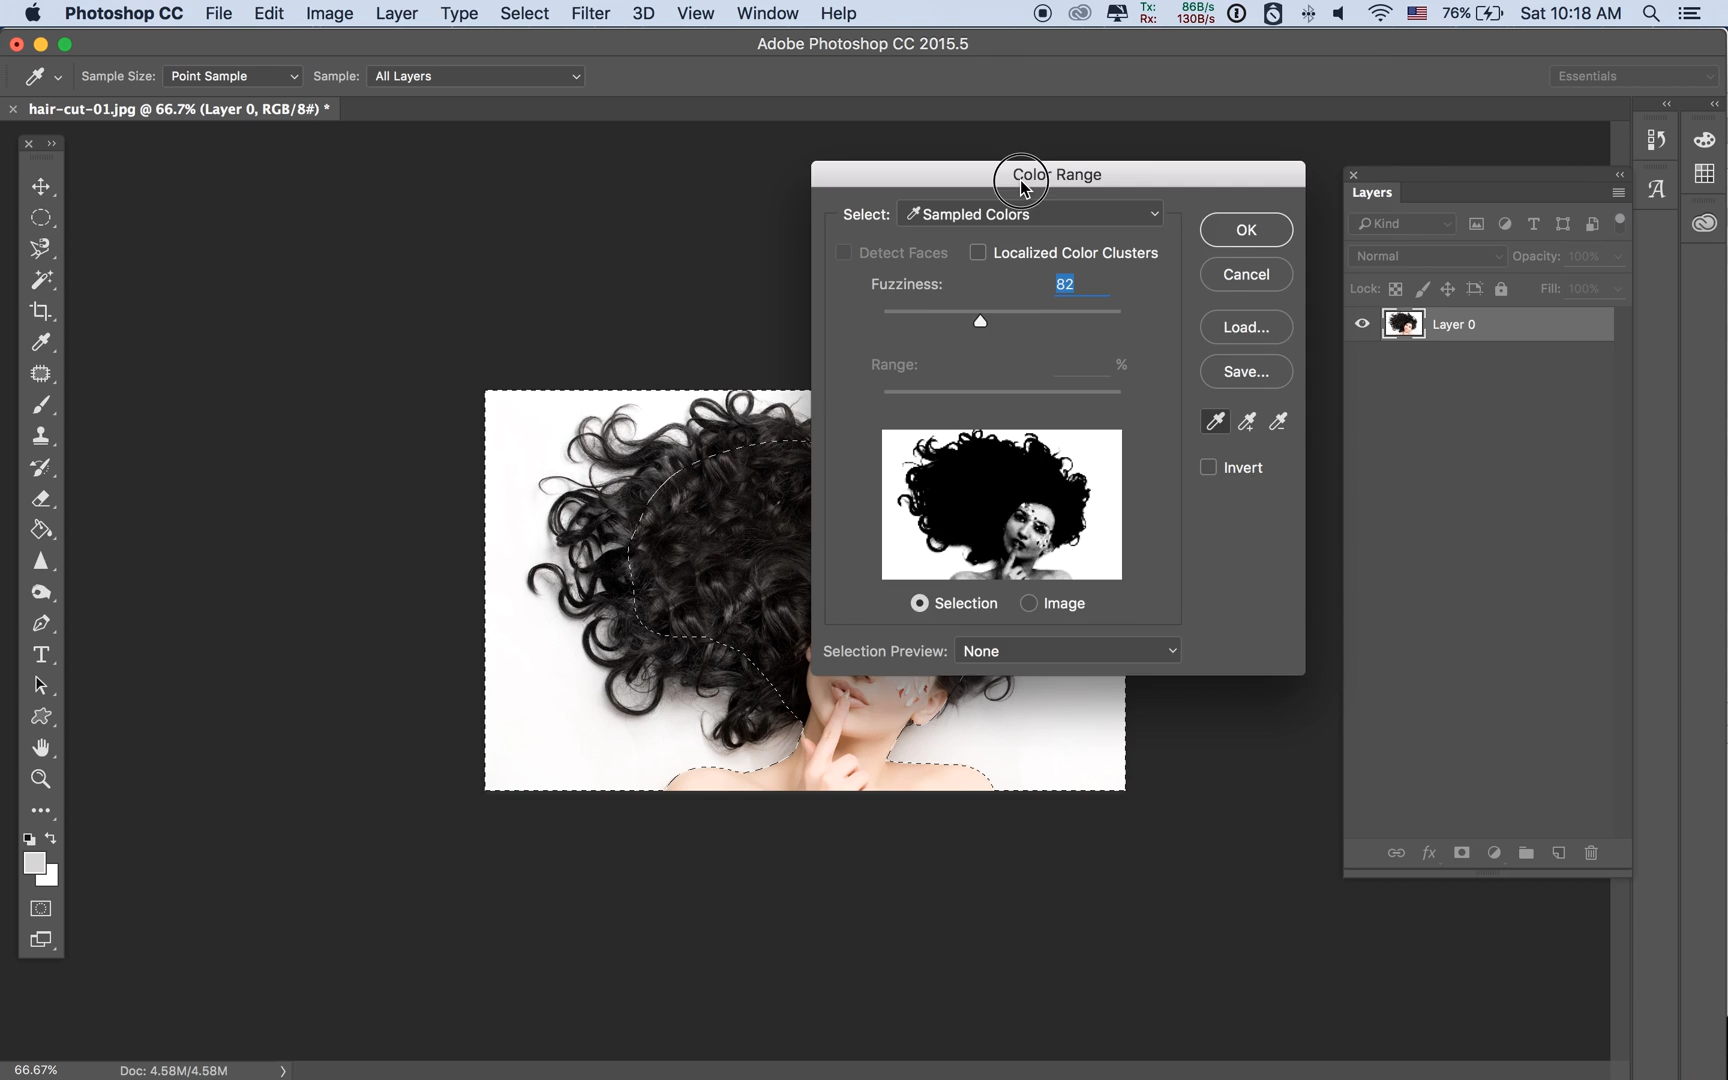 Photoshop CC File Edit Image Layer Type Select Filter 3D View Window Help Tx: 86B/s Rx: 130B/s 76% Sat 10:18 AM
Adobe Photoshop CC 2015.5
Sample Size: Point Sample Sample: All Layers Essentials
hair-cut-01.jpg @ 66.7% (Layer 0, RGB/8#) *
Color Range
Select: Sampled Colors
OK
Detect Faces Localized Color Clusters
Cancel
Fuzziness: 82
Load...
Range: %
Save...
Invert
Selection Image
Selection Preview: None
Layers
Kind
Normal Opacity: 100%
Lock: Fill: 100%
Layer 0
fx
66.67% Doc: 4.58M/4.58M